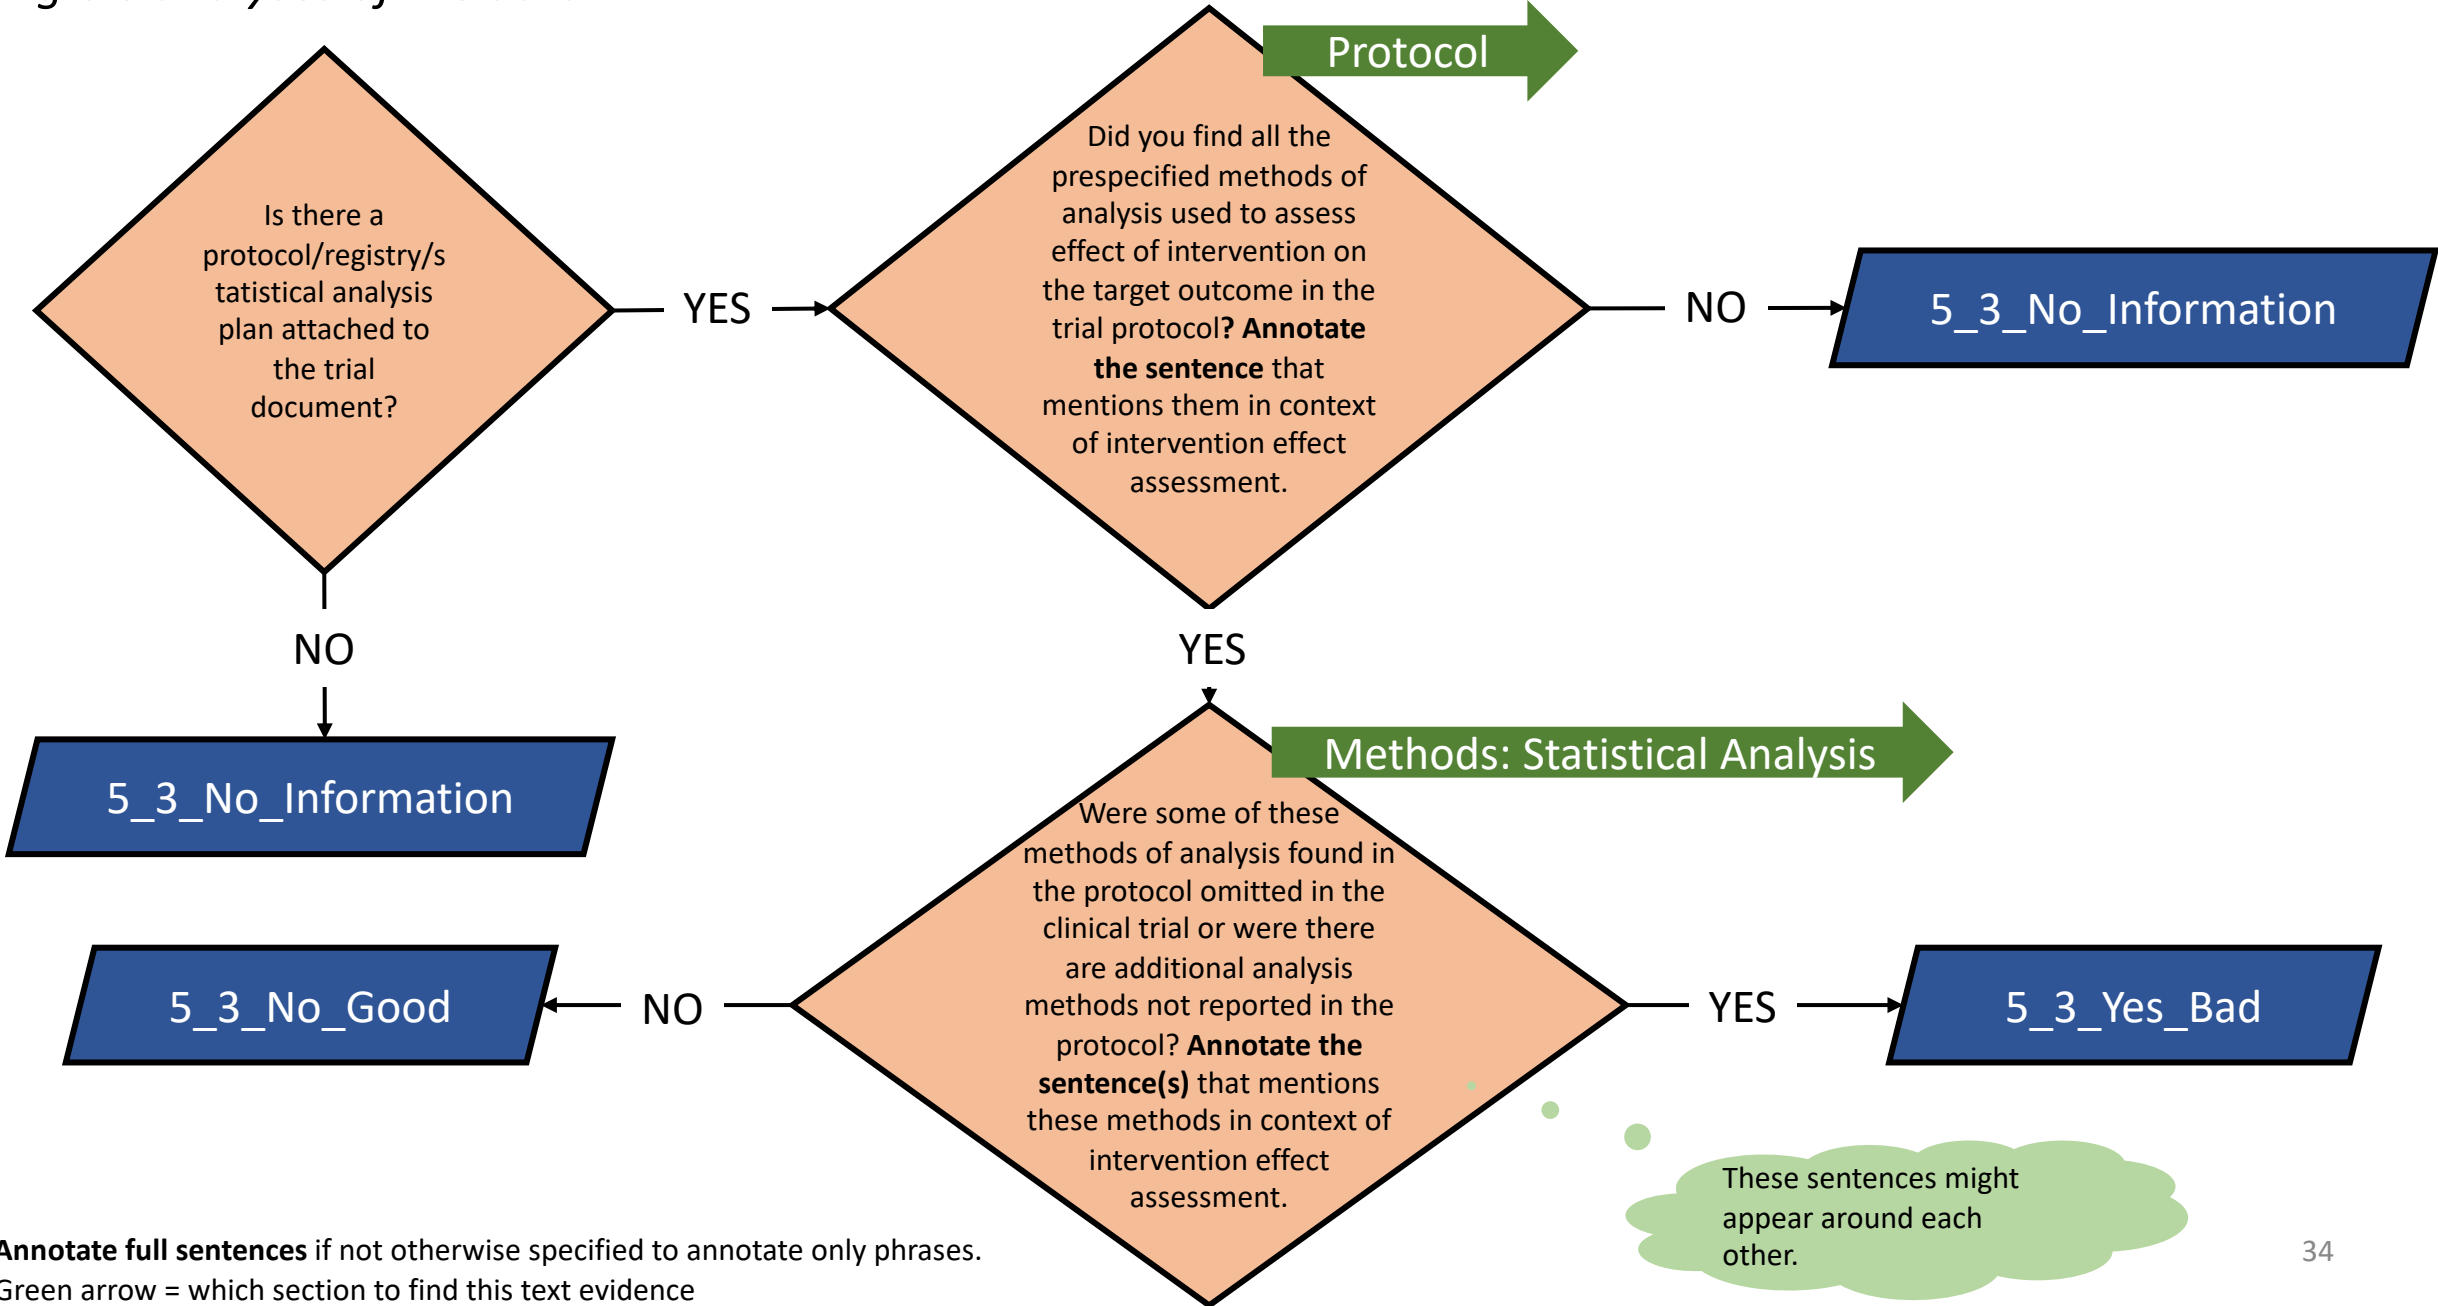 Protocol
Is there a
protocol/registry/s
tatistical analysis
plan attached to
the trial
document?
YES
Did you find all the
prespecified methods of
analysis used to assess
effect of intervention on
the target outcome in the
trial protocol? Annotate
the sentence that
mentions them in context
of intervention effect
assessment.
NO
5_3_No_Information
NO
YES
5_3_No_Information
Methods: Statistical Analysis
Were some of these
methods of analysis found in
the protocol omitted in the
clinical trial or were there
are additional analysis
methods not reported in the
protocol? Annotate the
sentence(s) that mentions
these methods in context of
intervention effect
assessment.
5_3_No_Good
NO
YES
5_3_Yes_Bad
These sentences might
appear around each
other.
Annotate full sentences if not otherwise specified to annotate only phrases.
Green arrow = which section to find this text evidence
34